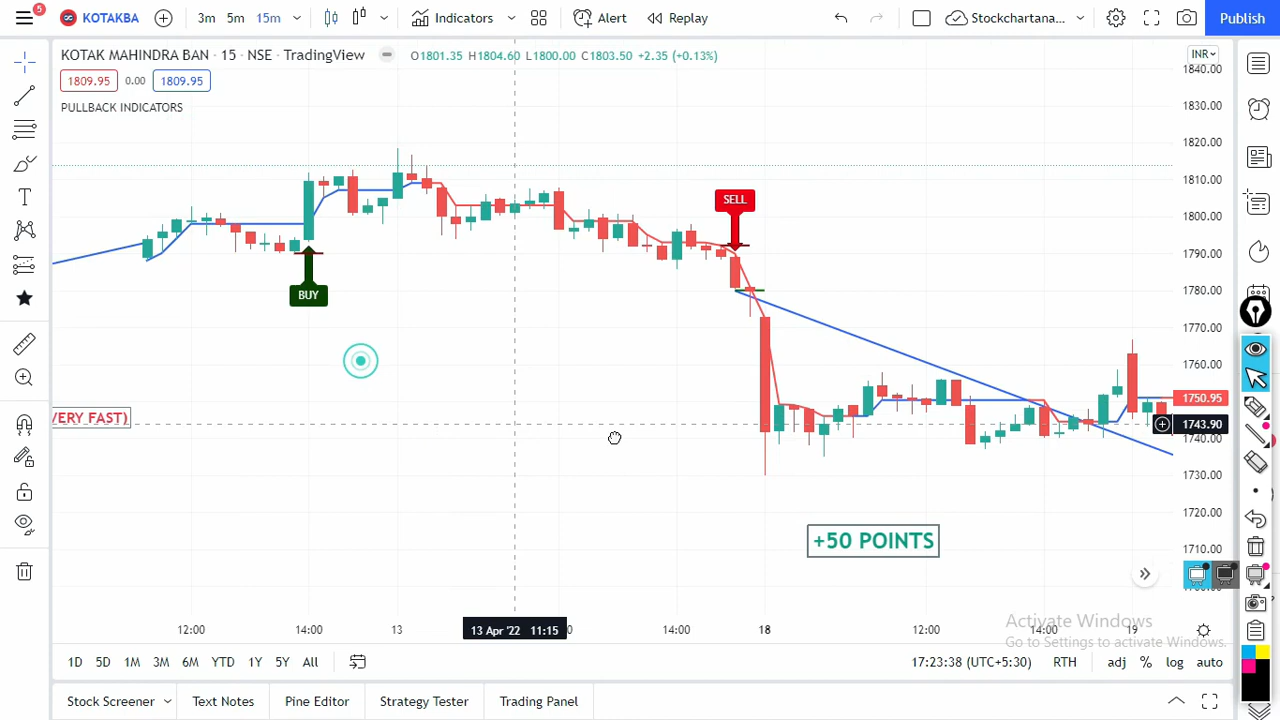 5
KOTAKBA
3m 5m 15m
Indicators
Alert
Replay
Stockchartana...
Publish
KOTAK MAHINDRA BAN · 15 · NSE · TradingView
O1801.35 H1804.60 L1800.00 C1803.50 +2.35 (+0.13%)
INR
1809.95 0.00 1809.95
PULLBACK INDICATORS
1840.00
1830.00
1820.00
1810.00
1800.00
1790.00
1780.00
1770.00
1760.00
1750.95
1743.90
1740.00
1730.00
1720.00
1710.00
SELL
BUY
VERY FAST)
+50 POINTS
12:00 14:00 13 13 Apr '22 11:15 14:00 18 12:00 14:00 19
Activate Windows
Go to Settings to activate Windows.
1D 5D 1M 3M 6M YTD 1Y 5Y All
17:23:38 (UTC+5:30) RTH adj % log auto
Stock Screener Text Notes Pine Editor Strategy Tester Trading Panel